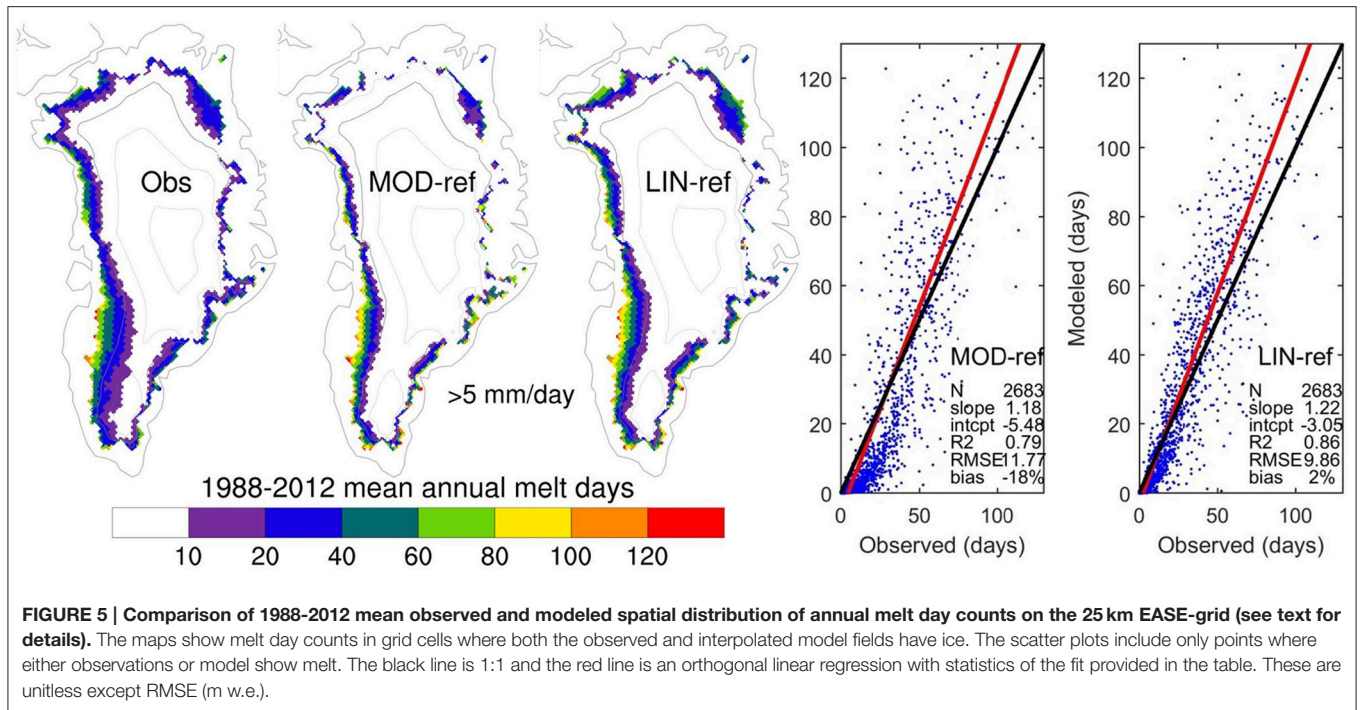 Obs
MOD-ref
LIN-ref
>5 mm/day
1988-2012 mean annual melt days
10 20 40 60 80 100 120
120
100
80
60
40
20
0
0 50 100
Observed (days)
MOD-ref
N 2683
slope 1.18
intcpt -5.48
R2 0.79
RMSE 11.77
bias -18%
Modeled (days)
120
100
80
60
40
20
0
0 50 100
Observed (days)
LIN-ref
N 2683
slope 1.22
intcpt -3.05
R2 0.86
RMSE 9.86
bias 2%
FIGURE 5 | Comparison of 1988-2012 mean observed and modeled spatial distribution of annual melt day counts on the 25 km EASE-grid (see text for
details). The maps show melt day counts in grid cells where both the observed and interpolated model fields have ice. The scatter plots include only points where
either observations or model show melt. The black line is 1:1 and the red line is an orthogonal linear regression with statistics of the fit provided in the table. These are
unitless except RMSE (m w.e.).